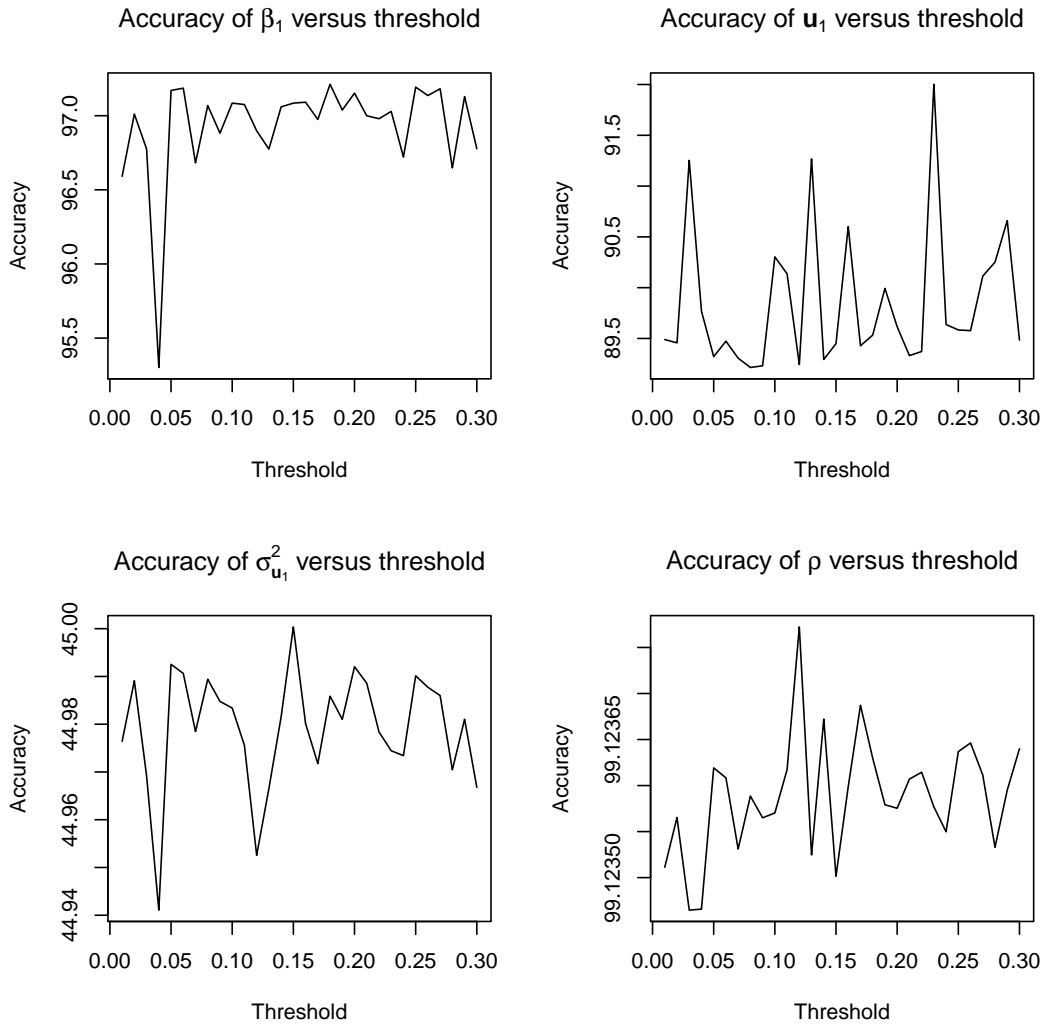 Accuracy of β₁ versus threshold
Accuracy
97.0
96.5
96.0
95.5
0.00 0.05 0.10 0.15 0.20 0.25 0.30
Threshold
Accuracy of u₁ versus threshold
Accuracy
91.5
90.5
89.5
0.00 0.05 0.10 0.15 0.20 0.25 0.30
Threshold
Accuracy of σ²ᵤ₁ versus threshold
Accuracy
45.00
44.98
44.96
44.94
0.00 0.05 0.10 0.15 0.20 0.25 0.30
Threshold
Accuracy of ρ versus threshold
Accuracy
99.12365
99.12350
0.00 0.05 0.10 0.15 0.20 0.25 0.30
Threshold